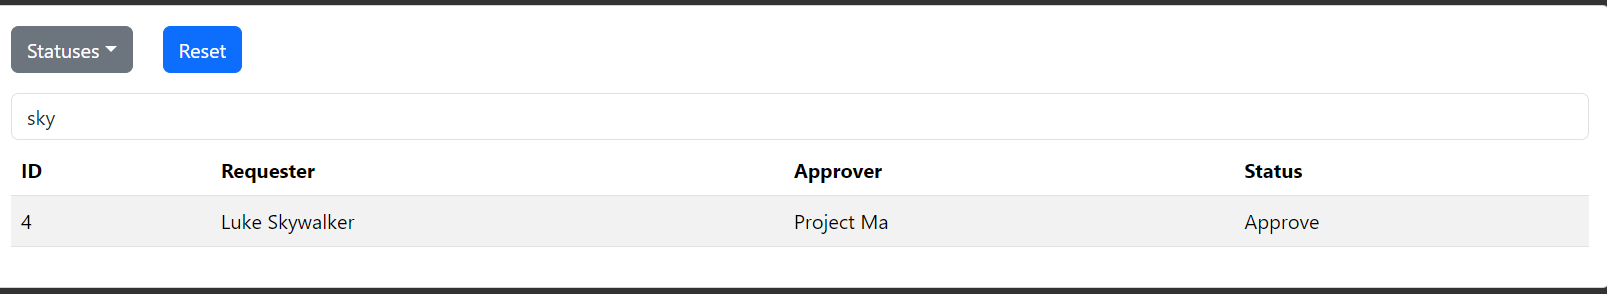 Statuses Reset
sky
ID Requester Approver Status
4 Luke Skywalker Project Ma Approve